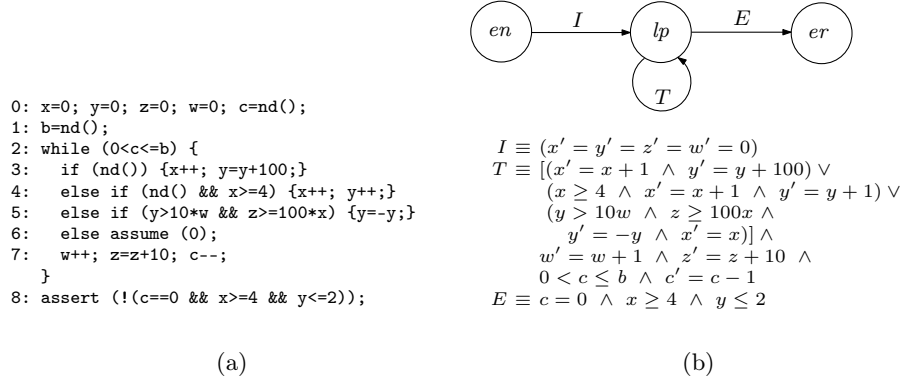 en
I
lp
E
er
T
0: x=0; y=0; z=0; w=0; c=nd();
1: b=nd();
2: while (0<c<=b) {
3:   if (nd()) {x++; y=y+100;}
4:   else if (nd() && x>=4) {x++; y++;}
5:   else if (y>10*w && z>=100*x) {y=-y;}
6:   else assume (0);
7:   w++; z=z+10; c--;
}
8: assert (!(c==0 && x>=4 && y<=2));
(a)
I ≡ (x′ = y′ = z′ = w′ = 0)
T ≡ [(x′ = x + 1 ∧ y′ = y + 100) ∨
(x ≥ 4 ∧ x′ = x + 1 ∧ y′ = y + 1) ∨
(y > 10w ∧ z ≥ 100x ∧
y′ = −y ∧ x′ = x)] ∧
w′ = w + 1 ∧ z′ = z + 10 ∧
0 < c ≤ b ∧ c′ = c − 1
E ≡ c = 0 ∧ x ≥ 4 ∧ y ≤ 2
(b)